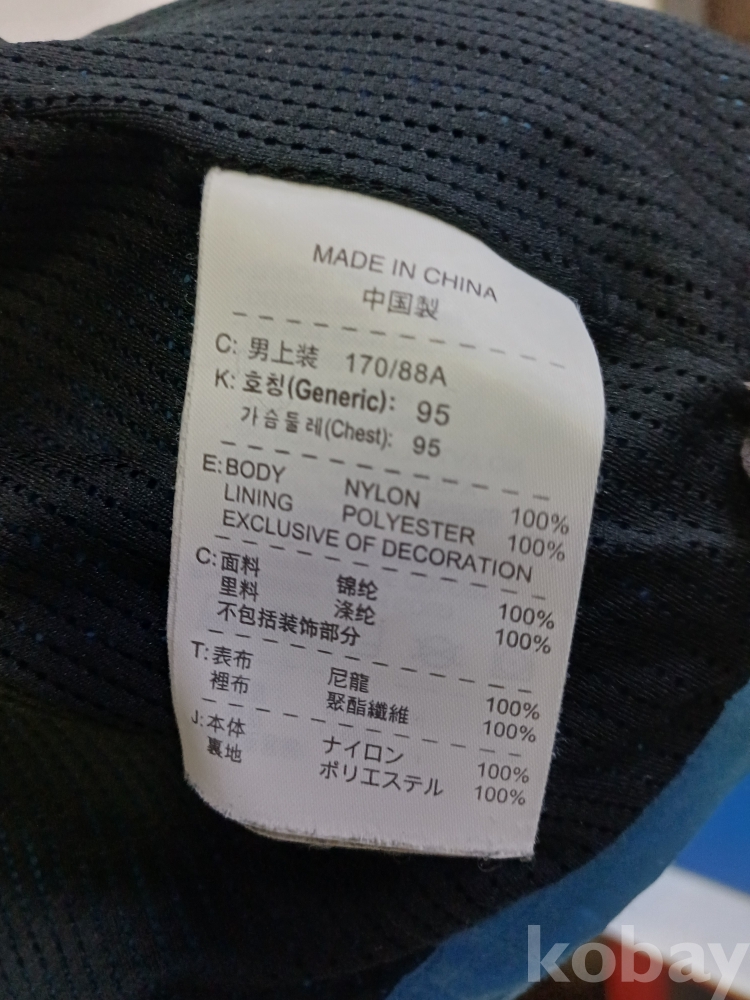 MADE IN CHINA
中国製
C: 男上装 170/88A
K: 호칭(Generic): 95
가슴둘레(Chest): 95
E: BODY NYLON 100%
LINING POLYESTER 100%
EXCLUSIVE OF DECORATION
C: 面料 锦纶 100%
里料 涤纶 100%
不包括装饰部分
T: 表布 尼龍 100%
裡布 聚酯纖維 100%
J: 本体 ナイロン 100%
裏地 ポリエステル 100%
kobay